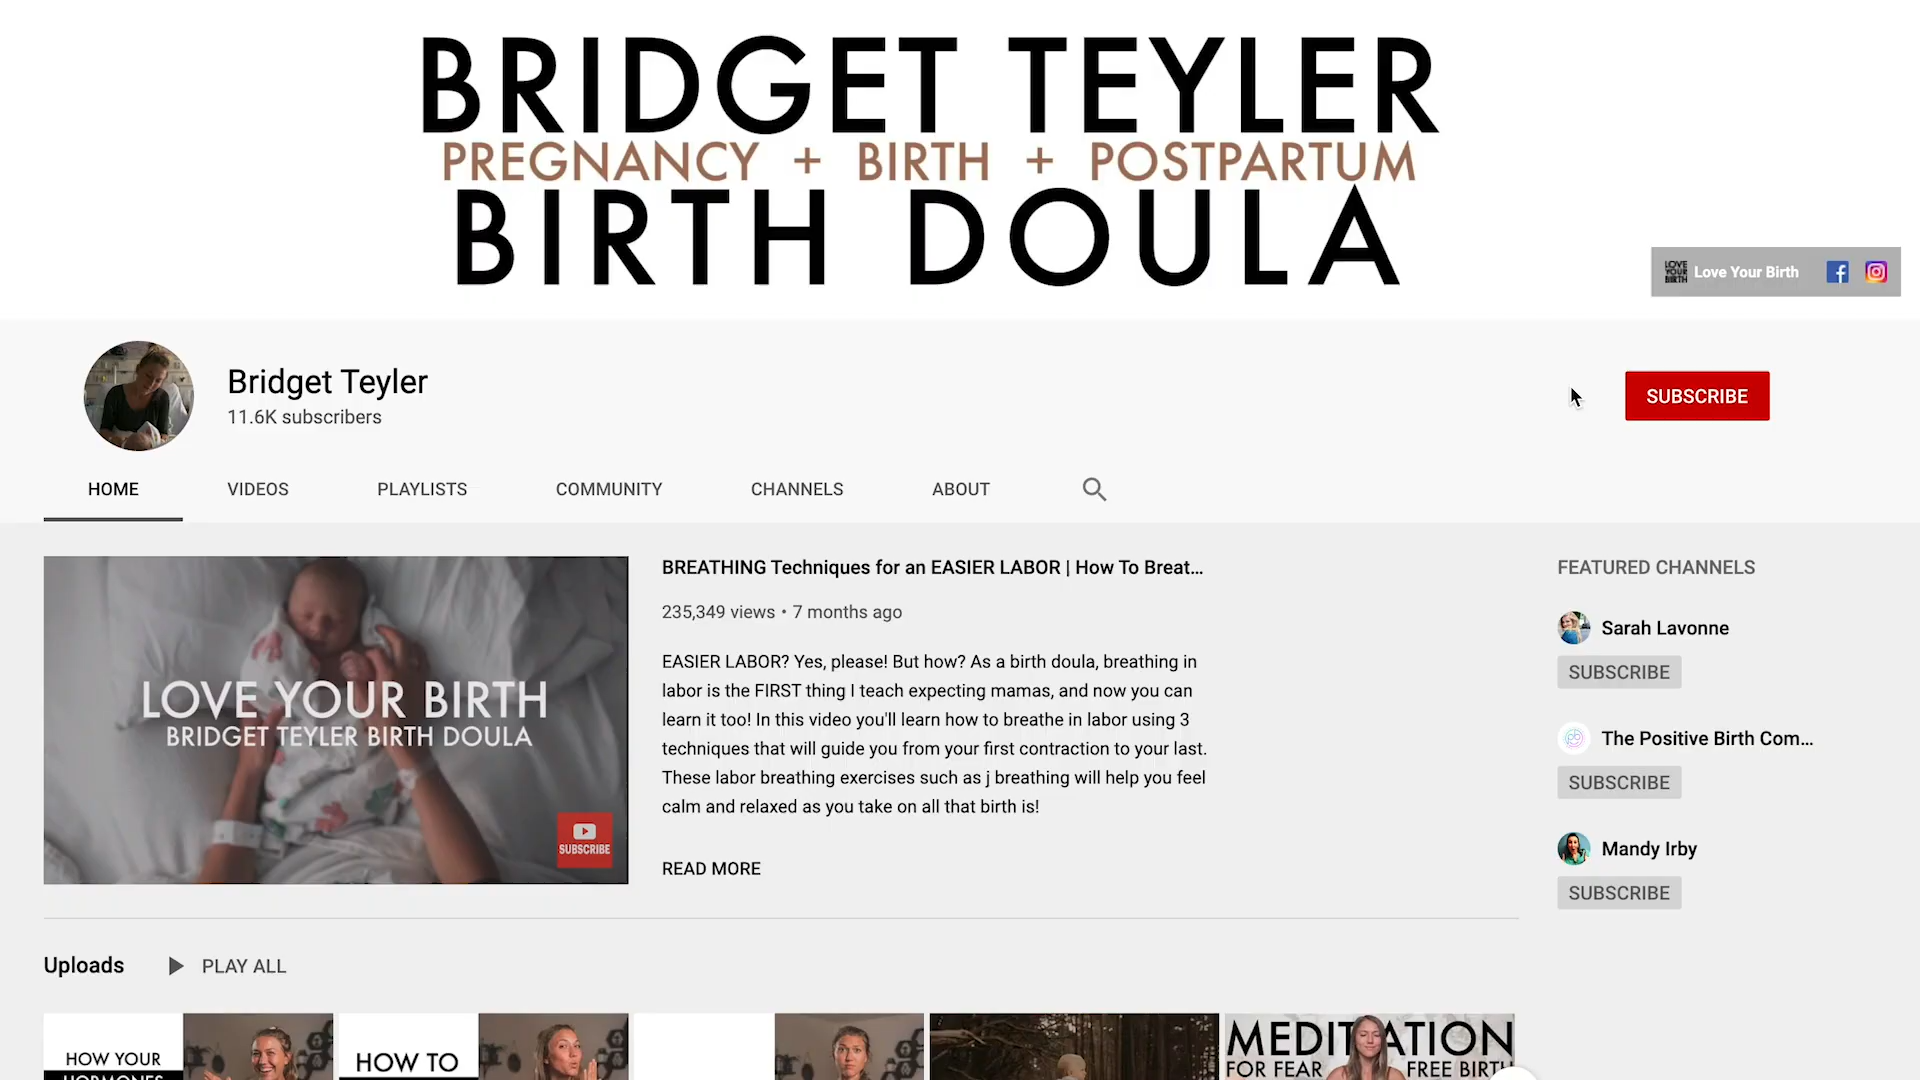 BRIDGET TEYLER
PREGNANCY + BIRTH + POSTPARTUM
BIRTH DOULA
LOVE YOUR BIRTH
Love Your Birth
Bridget Teyler
11.6K subscribers
SUBSCRIBE
HOME VIDEOS PLAYLISTS COMMUNITY CHANNELS ABOUT
LOVE YOUR BIRTH
BRIDGET TEYLER BIRTH DOULA
SUBSCRIBE
BREATHING Techniques for an EASIER LABOR | How To Breat...
235,349 views • 7 months ago
EASIER LABOR? Yes, please! But how? As a birth doula, breathing in
labor is the FIRST thing I teach expecting mamas, and now you can
learn it too! In this video you'll learn how to breathe in labor using 3
techniques that will guide you from your first contraction to your last.
These labor breathing exercises such as j breathing will help you feel
calm and relaxed as you take on all that birth is!
READ MORE
FEATURED CHANNELS
Sarah Lavonne
SUBSCRIBE
pb
The Positive Birth Com...
SUBSCRIBE
Mandy Irby
SUBSCRIBE
Uploads PLAY ALL
HOW YOUR
HORMONES
HOW TO
MEDITATION
FOR FEAR FREE BIRTH